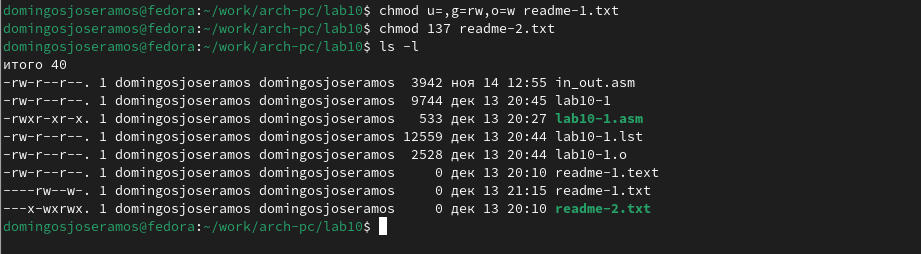 domingosjoseramos@fedora:~/work/arch-pc/lab10$ chmod u=,g=rw,o=w readme-1.txt
domingosjoseramos@fedora:~/work/arch-pc/lab10$ chmod 137 readme-2.txt
domingosjoseramos@fedora:~/work/arch-pc/lab10$ ls -l
итого 40
-rw-r--r--. 1 domingosjoseramos domingosjoseramos  3942 ноя 14 12:55 in_out.asm
-rw-r--r--. 1 domingosjoseramos domingosjoseramos  9744 дек 13 20:45 lab10-1
-rwxr-xr-x. 1 domingosjoseramos domingosjoseramos   533 дек 13 20:27 lab10-1.asm
-rw-r--r--. 1 domingosjoseramos domingosjoseramos 12559 дек 13 20:44 lab10-1.lst
-rw-r--r--. 1 domingosjoseramos domingosjoseramos  2528 дек 13 20:44 lab10-1.o
-rw-r--r--. 1 domingosjoseramos domingosjoseramos     0 дек 13 20:10 readme-1.text
----rw--w-. 1 domingosjoseramos domingosjoseramos     0 дек 13 21:15 readme-1.txt
---x-wxrwx. 1 domingosjoseramos domingosjoseramos     0 дек 13 20:10 readme-2.txt
domingosjoseramos@fedora:~/work/arch-pc/lab10$